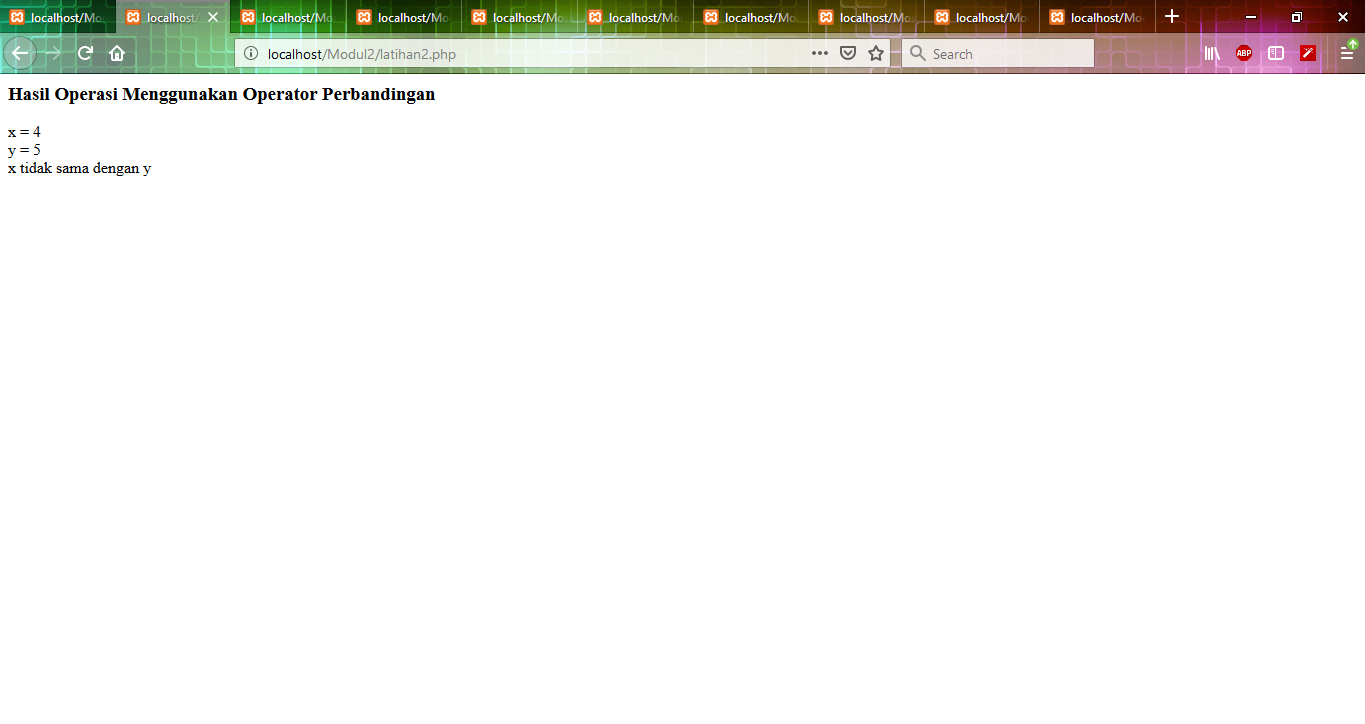 localhost/Mo localhost/ localhost/Mo localhost/Mo localhost/Mo localhost/Mo localhost/Mo localhost/Mo localhost/Mo localhost/Mo
localhost/Modul2/latihan2.php Search ABP
Hasil Operasi Menggunakan Operator Perbandingan
x = 4
y = 5
x tidak sama dengan y